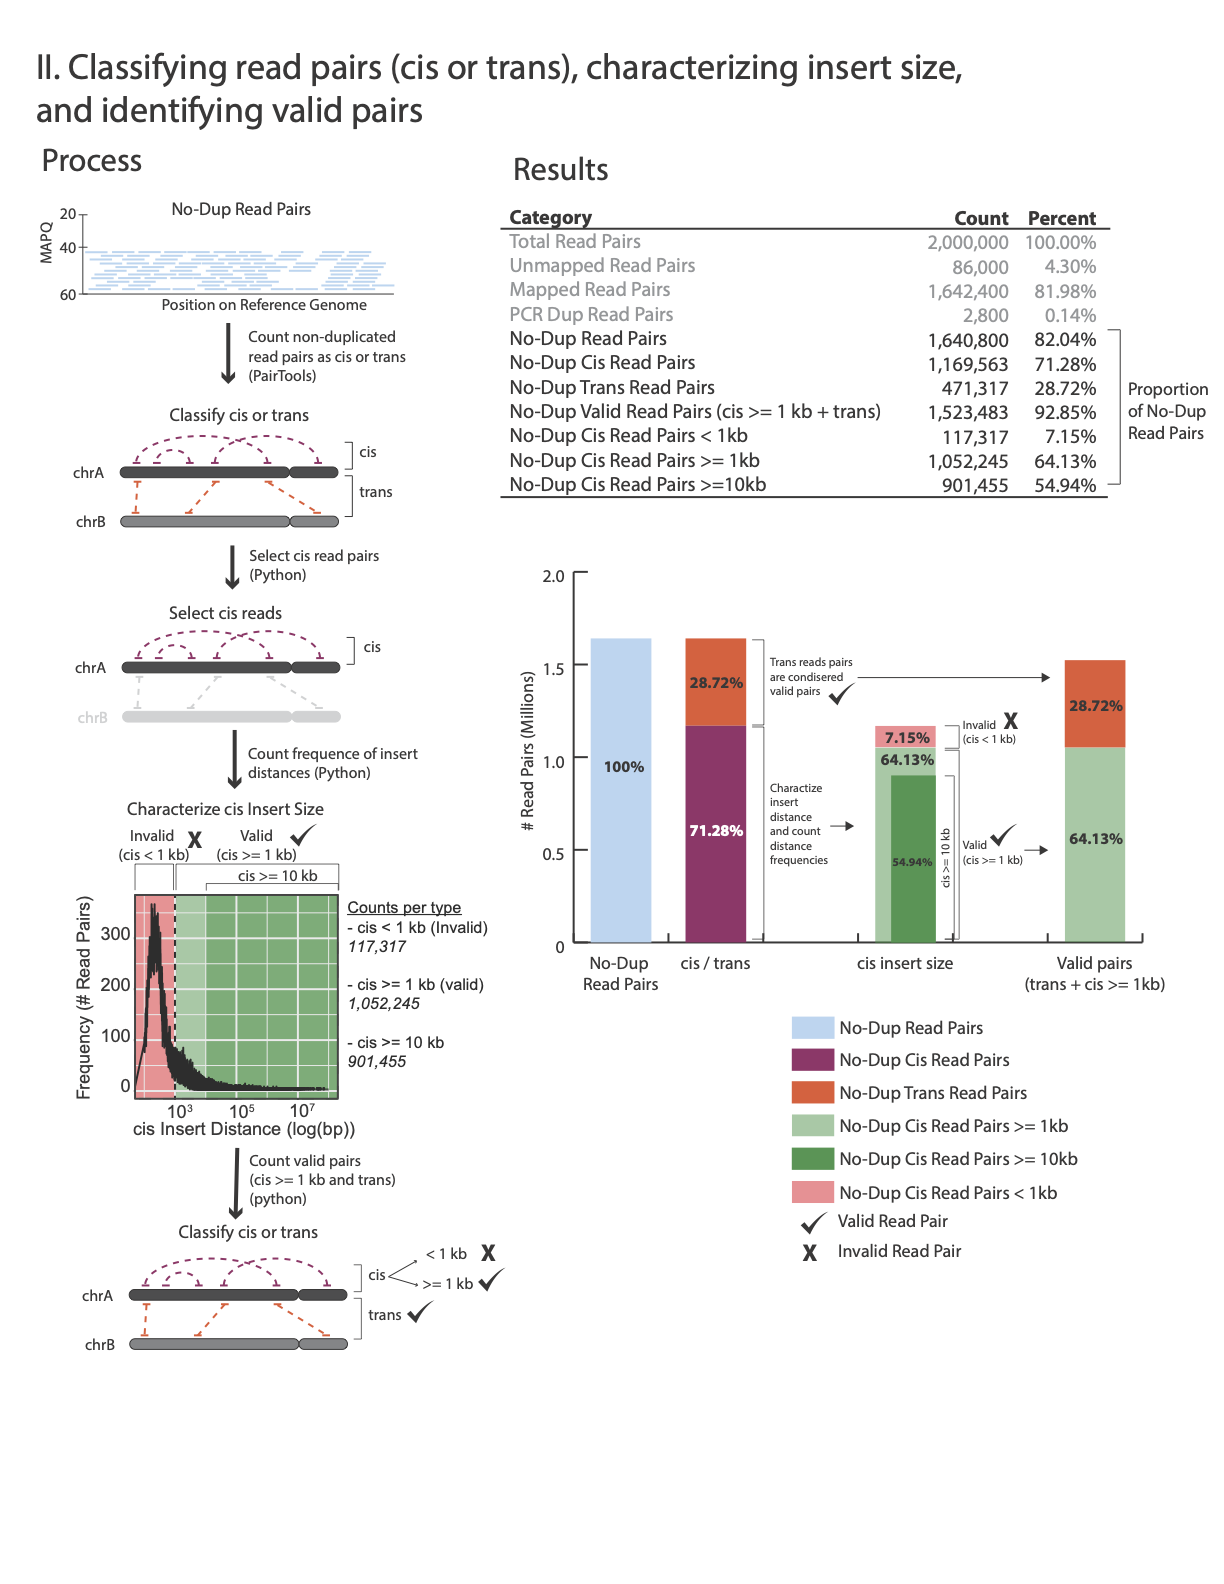 II. Classifying read pairs (cis or trans), characterizing insert size,
and identifying valid pairs
Process
No-Dup Read Pairs
MAPQ
20
40
60
Position on Reference Genome
Count non-duplicated
read pairs as cis or trans
(PairTools)
Classify cis or trans
cis
chrA
trans
chrB
Select cis read pairs
(Python)
Select cis reads
cis
chrA
chrB
Count frequence of insert
distances (Python)
Characterize cis Insert Size
Invalid X Valid
(cis < 1 kb) (cis >= 1 kb)
cis >= 10 kb
Frequency (# Read Pairs)
300
200
100
0
10³ 10⁵ 10⁷
cis Insert Distance (log(bp))
Counts per type
- cis < 1 kb (Invalid)
117,317
- cis >= 1 kb (valid)
1,052,245
- cis >= 10 kb
901,455
Count valid pairs
(cis >= 1 kb and trans)
(python)
Classify cis or trans
< 1 kb X
cis
>= 1 kb
chrA
trans
chrB
Results
Category Count Percent
Total Read Pairs 2,000,000 100.00%
Unmapped Read Pairs 86,000 4.30%
Mapped Read Pairs 1,642,400 81.98%
PCR Dup Read Pairs 2,800 0.14%
No-Dup Read Pairs 1,640,800 82.04%
No-Dup Cis Read Pairs 1,169,563 71.28%
No-Dup Trans Read Pairs 471,317 28.72%
No-Dup Valid Read Pairs (cis >= 1 kb + trans) 1,523,483 92.85%
No-Dup Cis Read Pairs < 1kb 117,317 7.15%
No-Dup Cis Read Pairs >= 1kb 1,052,245 64.13%
No-Dup Cis Read Pairs >=10kb 901,455 54.94%
Proportion
of No-Dup
Read Pairs
# Read Pairs (Millions)
2.0
1.5
1.0
0.5
0
100%
28.72%
71.28%
Trans reads pairs
are condisered
valid pairs
Charactize
insert
distance
and count
distance
frequencies
7.15%
64.13%
54.94%
cis >= 10 kb
Invalid X
(cis < 1 kb)
Valid
(cis >= 1 kb)
28.72%
64.13%
No-Dup
Read Pairs
cis / trans
cis insert size
Valid pairs
(trans + cis >= 1kb)
No-Dup Read Pairs
No-Dup Cis Read Pairs
No-Dup Trans Read Pairs
No-Dup Cis Read Pairs >= 1kb
No-Dup Cis Read Pairs >= 10kb
No-Dup Cis Read Pairs < 1kb
Valid Read Pair
X Invalid Read Pair